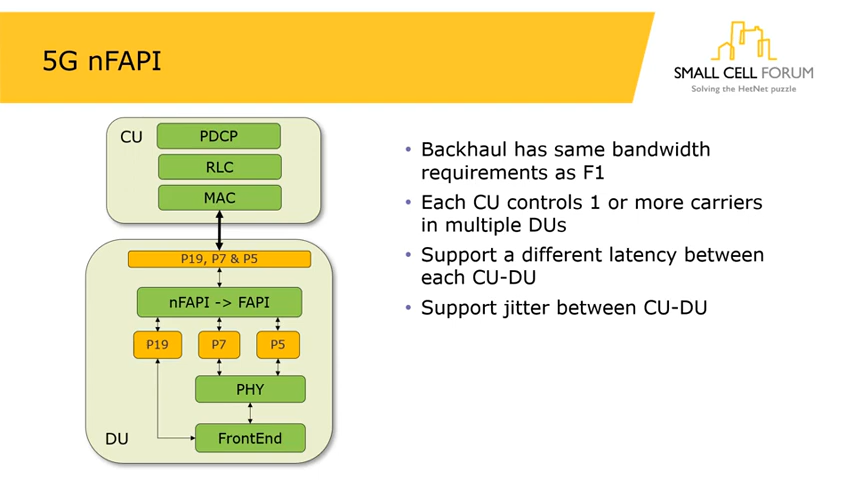 5G nFAPI
SMALL CELL FORUM
Solving the HetNet puzzle
CU
PDCP
RLC
MAC
P19, P7 & P5
nFAPI -> FAPI
P19
P7
P5
PHY
DU
FrontEnd
• Backhaul has same bandwidth
requirements as F1
• Each CU controls 1 or more carriers
in multiple DUs
• Support a different latency between
each CU-DU
• Support jitter between CU-DU